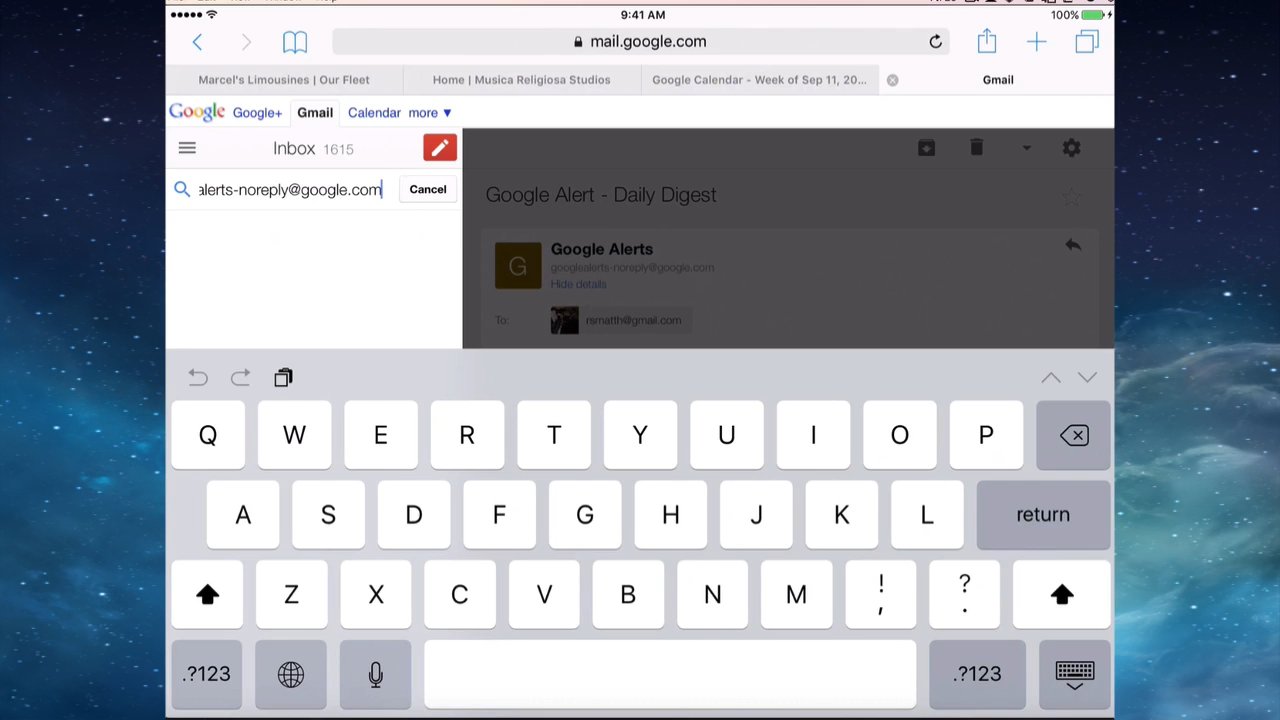 9:41 AM
100%
mail.google.com
Marcel's Limousines | Our Fleet
Home | Musica Religiosa Studios
Google Calendar - Week of Sep 11, 20...
Gmail
Google Google+ Gmail Calendar more ▼
Inbox 1615
alerts-noreply@google.com
Cancel
Google Alert - Daily Digest
G
Google Alerts
googlealerts-noreply@google.com
Hide details
To: rsmatth@gmail.com
Q W E R T Y U I O P
A S D F G H J K L return
Z X C V B N M ! , ? .
.?123 .?123